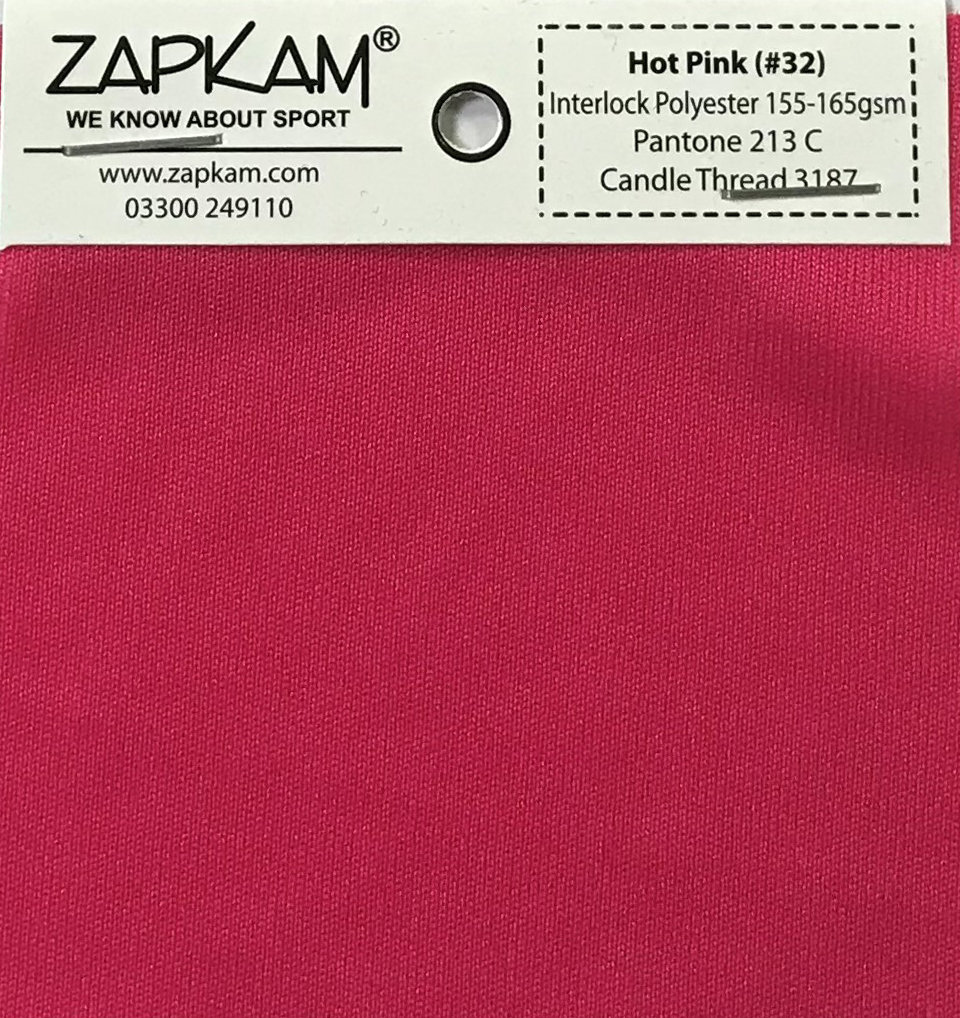 ZAPKAM®
WE KNOW ABOUT SPORT
www.zapkam.com
03300 249110
Hot Pink (#32)
Interlock Polyester 155-165gsm
Pantone 213 C
Candle Thread 3187